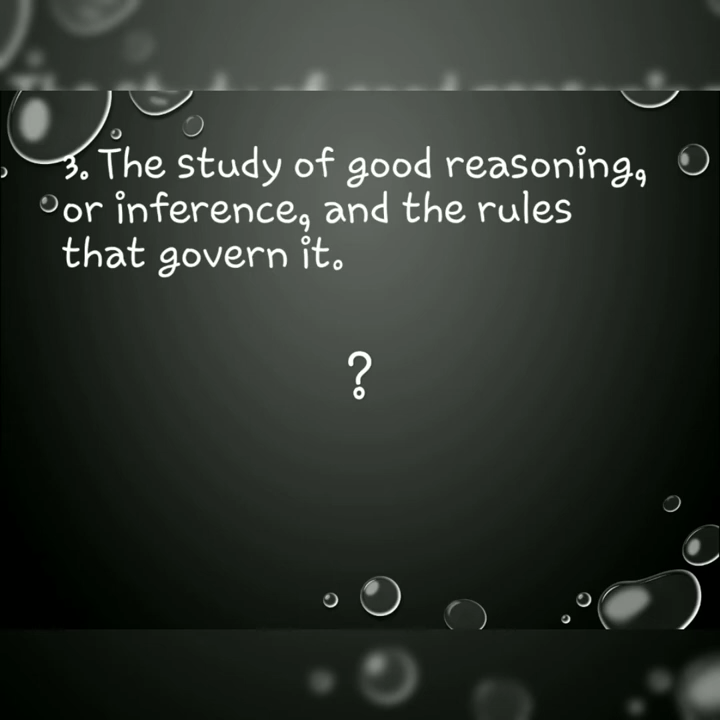 3. The study of good reasoning,
or inference, and the rules
that govern it.
?